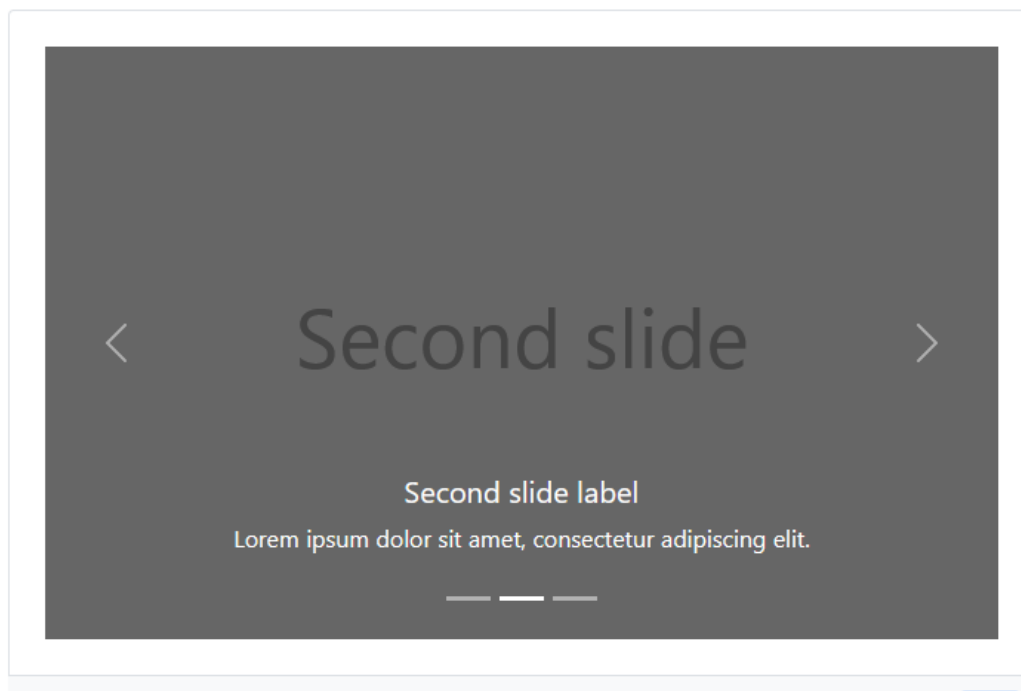 Second slide
Second slide label
Lorem ipsum dolor sit amet, consectetur adipiscing elit.